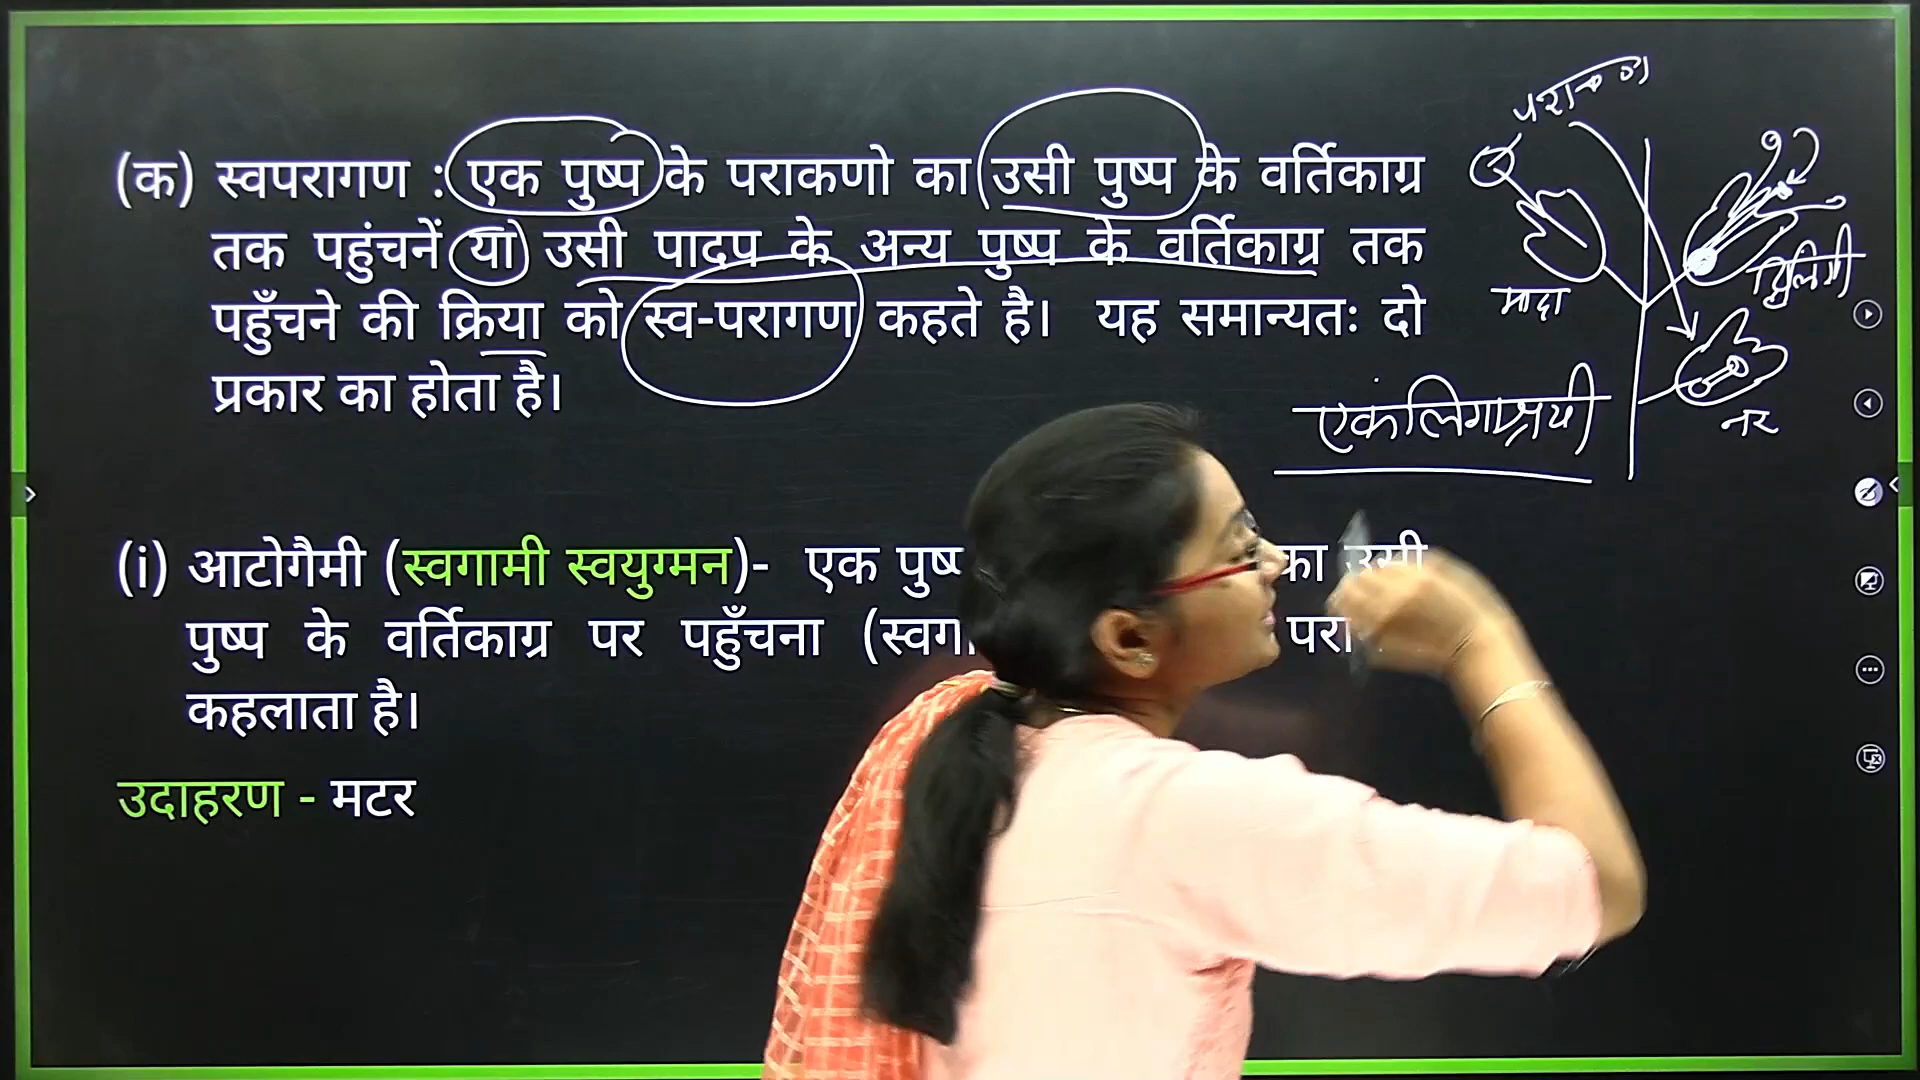 (क) स्वपरागण : एक पुष्प के पराकणो का उसी पुष्प के वर्तिकाग्र
तक पहुंचनें या उसी पादप के अन्य पुष्प के वर्तिकाग्र तक
पहुँचने की क्रिया को स्व-परागण कहते है। यह समान्यतः दो
प्रकार का होता है।
मादा
द्विलिंगी
नर
एकलिंगाश्रयी
(i) आटोगैमी (स्वगामी स्वयुग्मन)- एक पुष्प का उसी
पुष्प के वर्तिकाग्र पर पहुँचना
कहलाता है।
उदाहरण - मटर